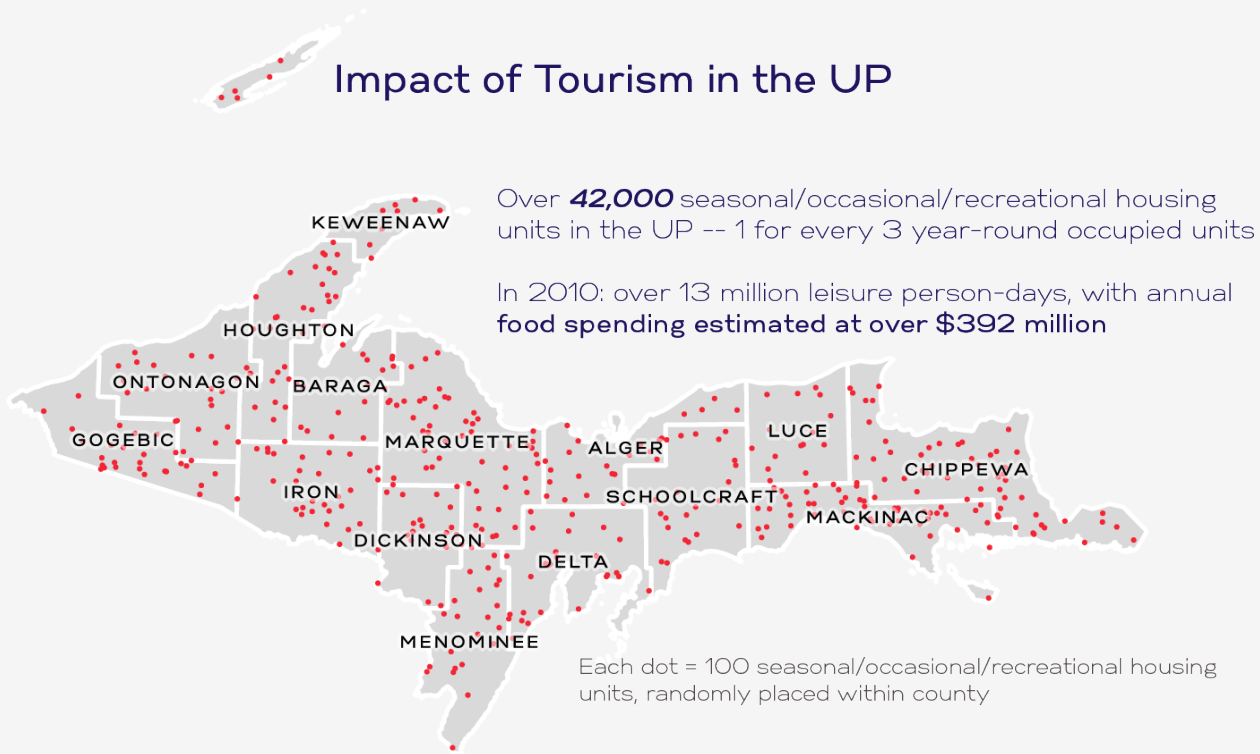 Impact of Tourism in the UP
Over 42,000 seasonal/occasional/recreational housing
units in the UP -- 1 for every 3 year-round occupied units
In 2010: over 13 million leisure person-days, with annual
food spending estimated at over $392 million
KEWEENAW
HOUGHTON
ONTONAGON
BARAGA
GOGEBIC
MARQUETTE
ALGER
LUCE
CHIPPEWA
IRON
SCHOOLCRAFT
MACKINAC
DICKINSON
DELTA
MENOMINEE
Each dot = 100 seasonal/occasional/recreational housing
units, randomly placed within county